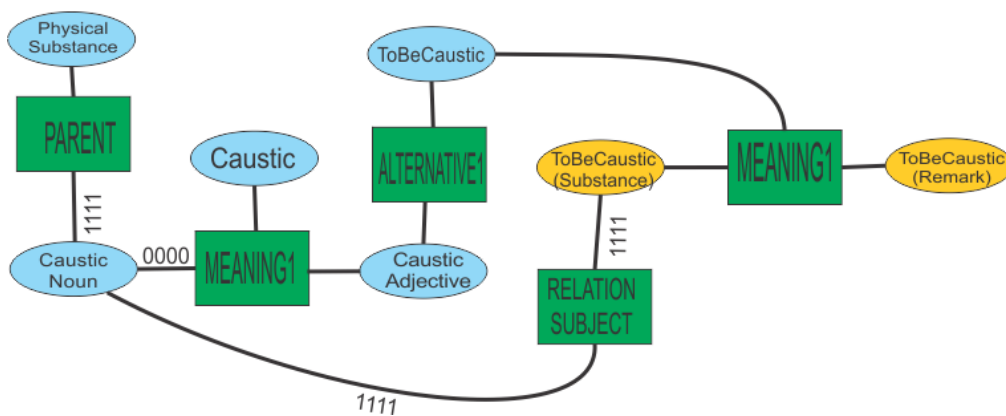 Physical
Substance
ToBeCaustic
PARENT
Caustic
ALTERNATIVE1
ToBeCaustic
(Substance)
MEANING1
ToBeCaustic
(Remark)
1111
0000
1111
Caustic
Noun
MEANING1
Caustic
Adjective
RELATION
SUBJECT
1111